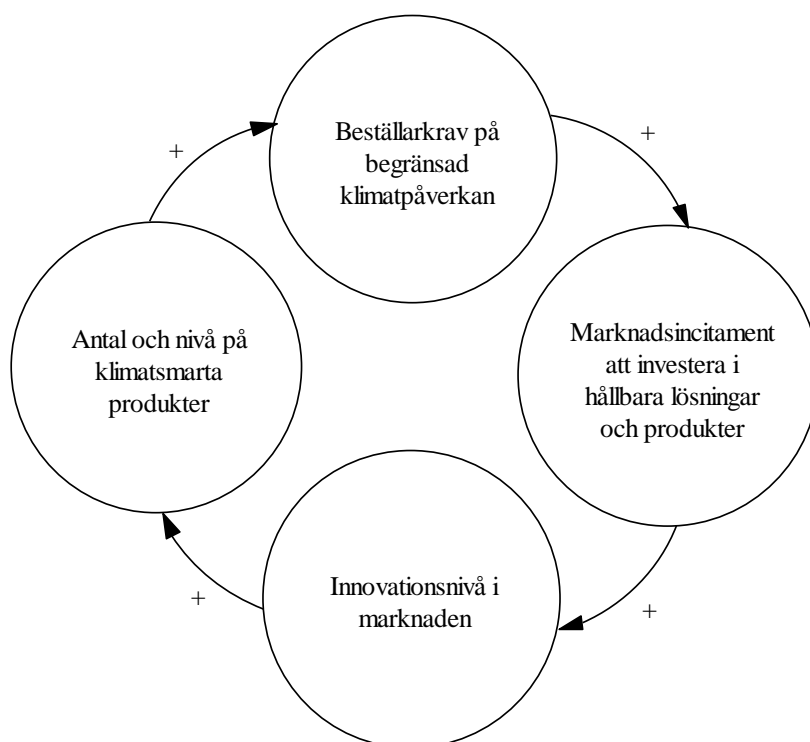 Beställarkrav på
begränsad
klimatpåverkan
+
+
Antal och nivå på
klimatsmarta
produkter
Marknadsincitament
att investera i
hållbara lösningar
och produkter
Innovationsnivå i
marknaden
+
+